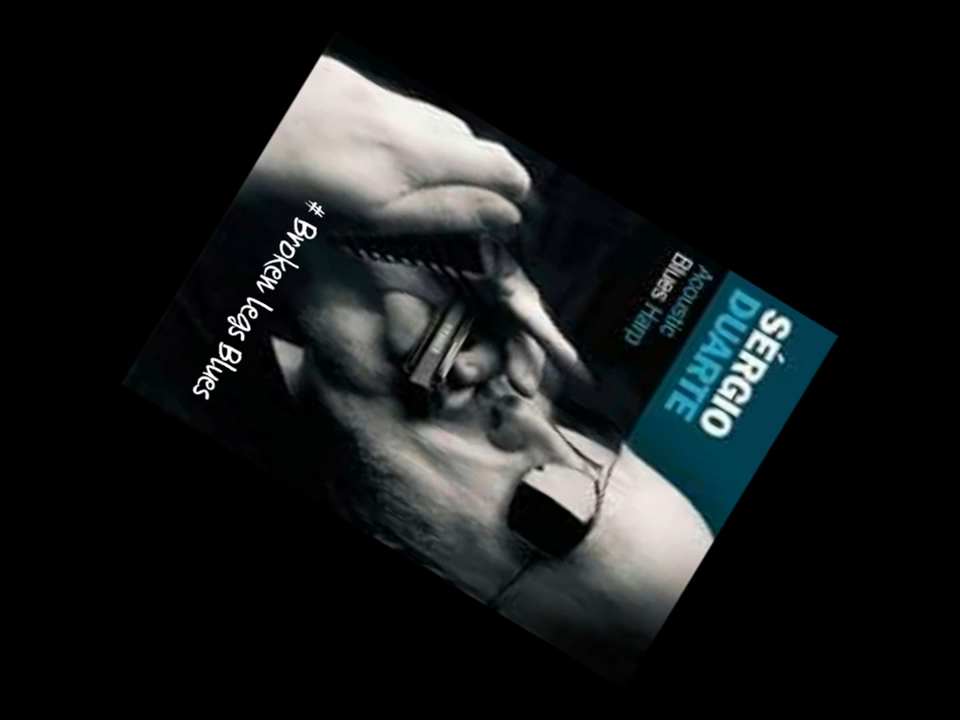 SÉRGIO
DUARTE
Acoustic
Blues Harp
# Broken Legs Blues